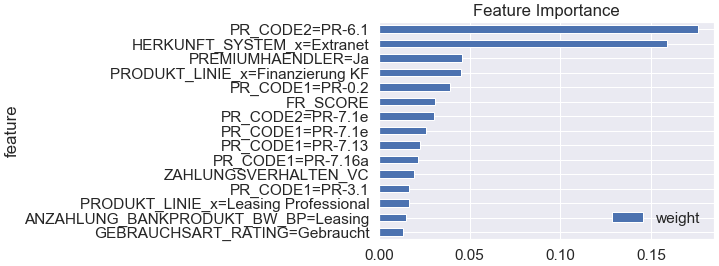 Feature Importance
feature
PR_CODE2=PR-6.1
HERKUNFT_SYSTEM_x=Extranet
PREMIUMHAENDLER=Ja
PRODUKT_LINIE_x=Finanzierung KF
PR_CODE1=PR-0.2
FR_SCORE
PR_CODE2=PR-7.1e
PR_CODE1=PR-7.1e
PR_CODE1=PR-7.13
PR_CODE1=PR-7.16a
ZAHLUNGSVERHALTEN_VC
PR_CODE1=PR-3.1
PRODUKT_LINIE_x=Leasing Professional
ANZAHLUNG_BANKPRODUKT_BW_BP=Leasing
GEBRAUCHSART_RATING=Gebraucht
weight
0.00 0.05 0.10 0.15